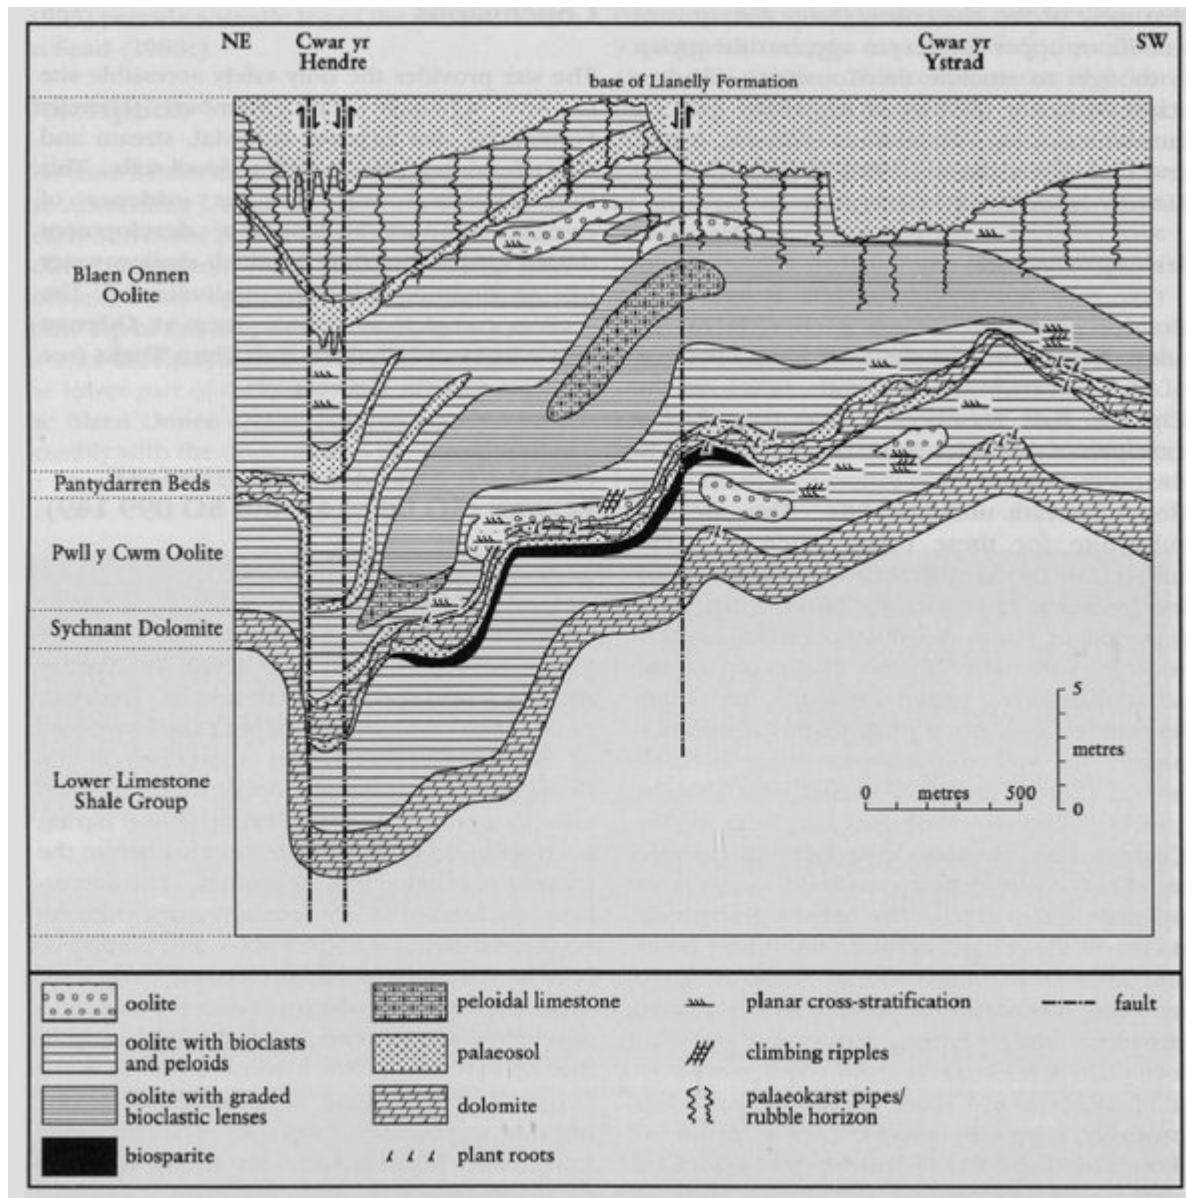 NE
Cwar yr
Hendre
Cwar yr
Ystrad
SW
base of Llanelly Formation
Blaen Onnen
Oolite
Pantydarren Beds
Pwll y Cwm Oolite
Sychnant Dolomite
Lower Limestone
Shale Group
5
metres
0
0 metres 500
oolite
oolite with bioclasts
and peloids
oolite with graded
bioclastic lenses
biosparite
peloidal limestone
palaeosol
dolomite
plant roots
planar cross-stratification
climbing ripples
palaeokarst pipes/
rubble horizon
fault